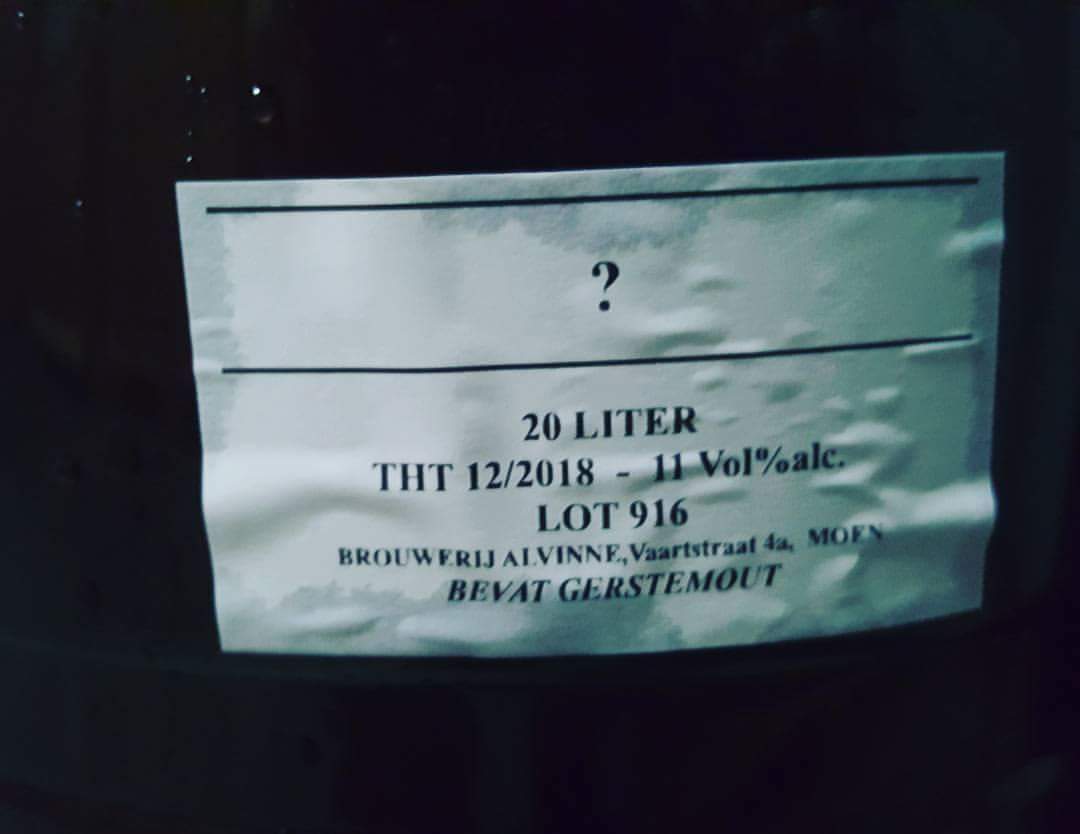 ?
20 LITER
THT 12/2018 - 11 Vol%alc.
LOT 916
BROUWERIJ ALVINNE,Vaartstraat 4a, MOEN
BEVAT GERSTEMOUT